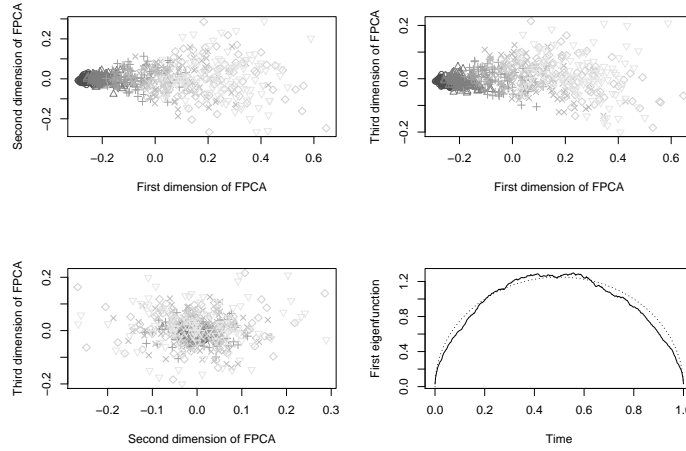 Second dimension of FPCA
0.2
0.0
−0.2
−0.2 0.0 0.2 0.4 0.6
First dimension of FPCA
Third dimension of FPCA
0.2
0.0
−0.2
−0.2 0.0 0.2 0.4 0.6
First dimension of FPCA
Third dimension of FPCA
0.2
0.0
−0.2
−0.2 −0.1 0.0 0.1 0.2 0.3
Second dimension of FPCA
First eigenfunction
1.2
0.8
0.4
0.0
0.0 0.2 0.4 0.6 0.8 1.0
Time